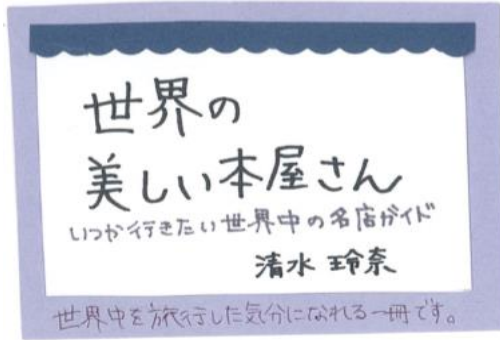 世界の
美しい本屋さん
いつか行きたい世界中の名店ガイド
清水 玲奈
世界中を旅行した気分になれる一冊です。